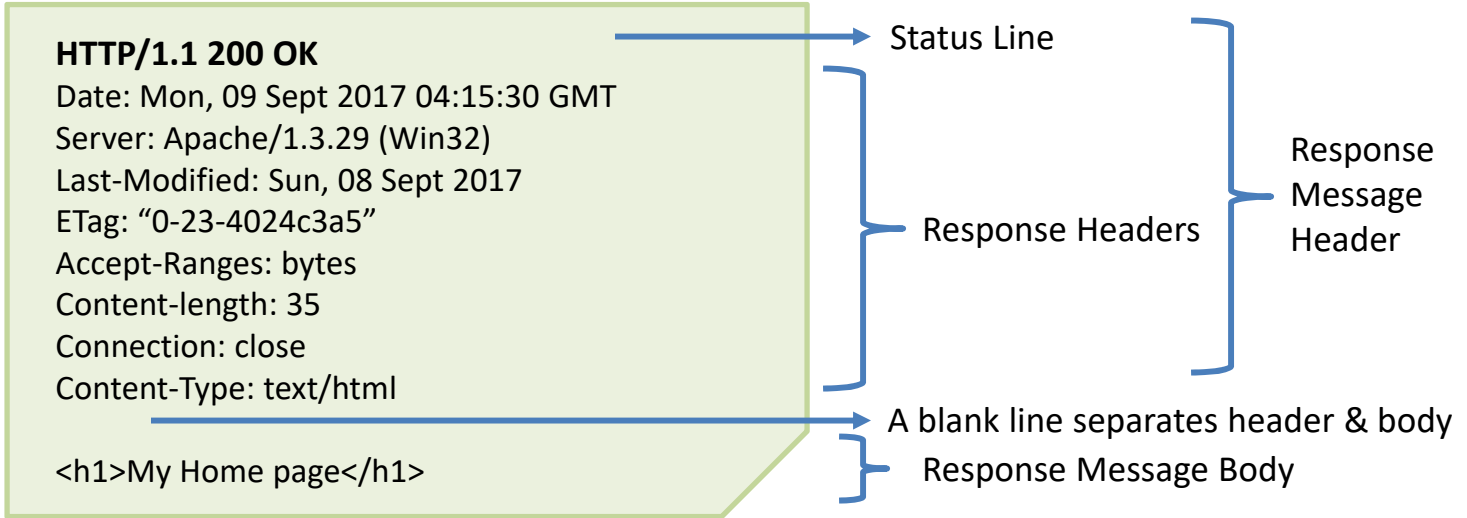 HTTP/1.1 200 OK
Date: Mon, 09 Sept 2017 04:15:30 GMT
Server: Apache/1.3.29 (Win32)
Last-Modified: Sun, 08 Sept 2017
ETag: “0-23-4024c3a5”
Accept-Ranges: bytes
Content-length: 35
Connection: close
Content-Type: text/html
<h1>My Home page</h1>
Status Line
Response Headers
Response
Message
Header
A blank line separates header & body
Response Message Body